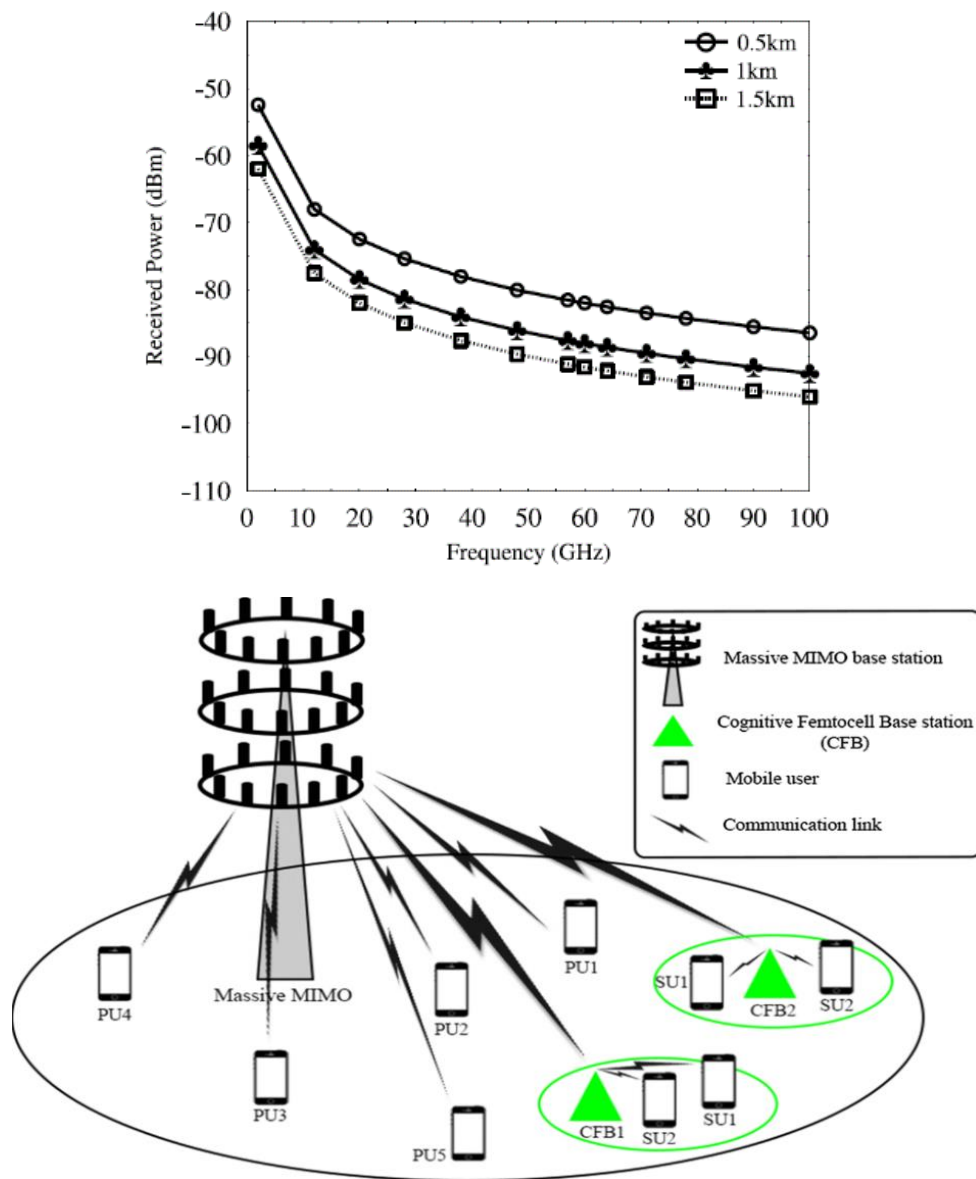 -40
-50
-60
-70
-80
-90
-100
-110
Received Power (dBm)
0.5km
1km
1.5km
0 10 20 30 40 50 60 70 80 90 100
Frequency (GHz)
Massive MIMO base station
Cognitive Femtocell Base station
(CFB)
Mobile user
Communication link
PU1
SU1
SU2
CFB2
Massive MIMO
PU4
PU2
PU3
SU1
CFB1
SU2
PU5